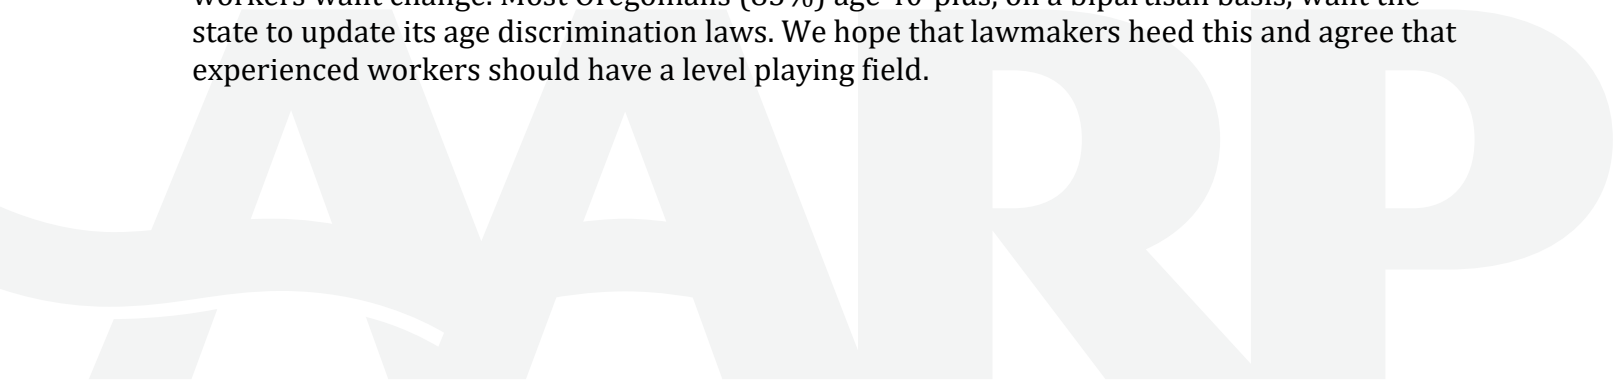 workers want change. Most Oregonians (83%) age 40-plus, on a bipartisan basis, want the
state to update its age discrimination laws. We hope that lawmakers heed this and agree that
experienced workers should have a level playing field.
AARP